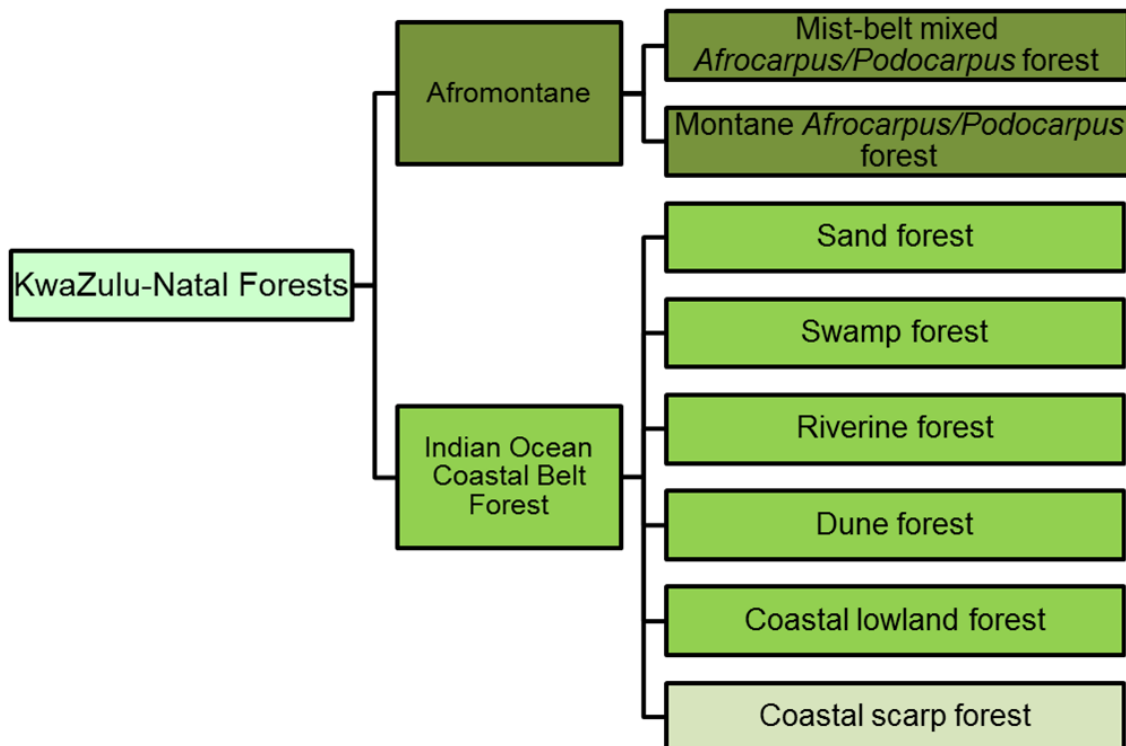 KwaZulu-Natal Forests
Afromontane
Mist-belt mixed
Afrocarpus/Podocarpus forest
Montane Afrocarpus/Podocarpus
forest
Indian Ocean
Coastal Belt
Forest
Sand forest
Swamp forest
Riverine forest
Dune forest
Coastal lowland forest
Coastal scarp forest